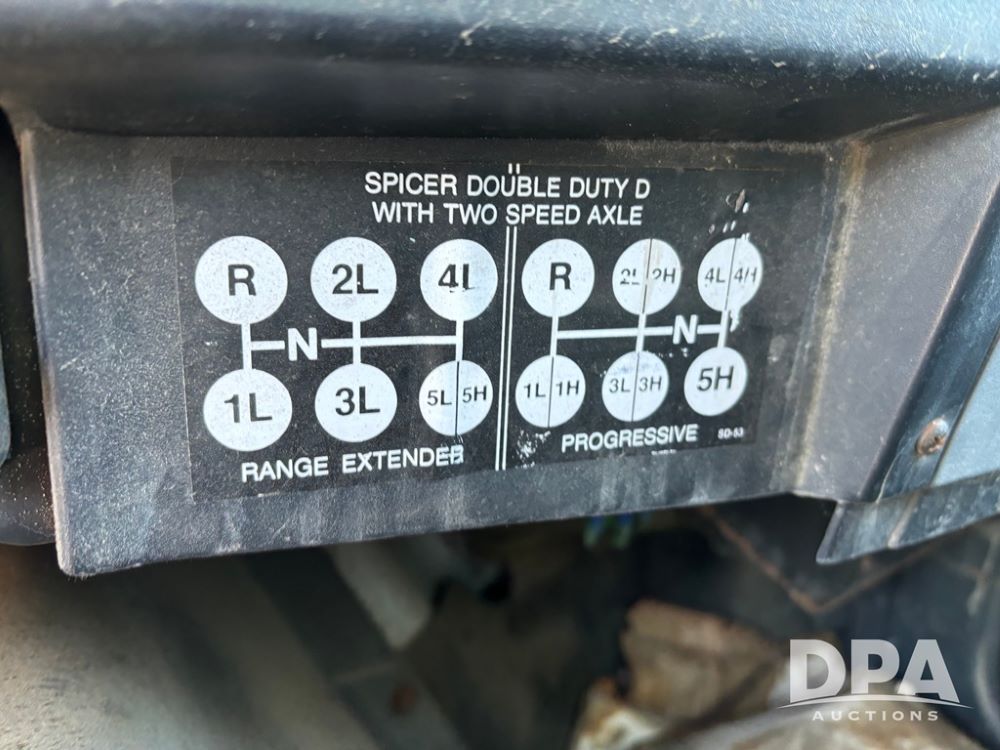 SPICER DOUBLE DUTY D
WITH TWO SPEED AXLE
R 2L 4L
N
1L 3L 5L 5H
RANGE EXTENDER
R 2L 2H 4L 4H
N
1L 1H 3L 3H 5H
PROGRESSIVE SD-53
DPA
AUCTIONS